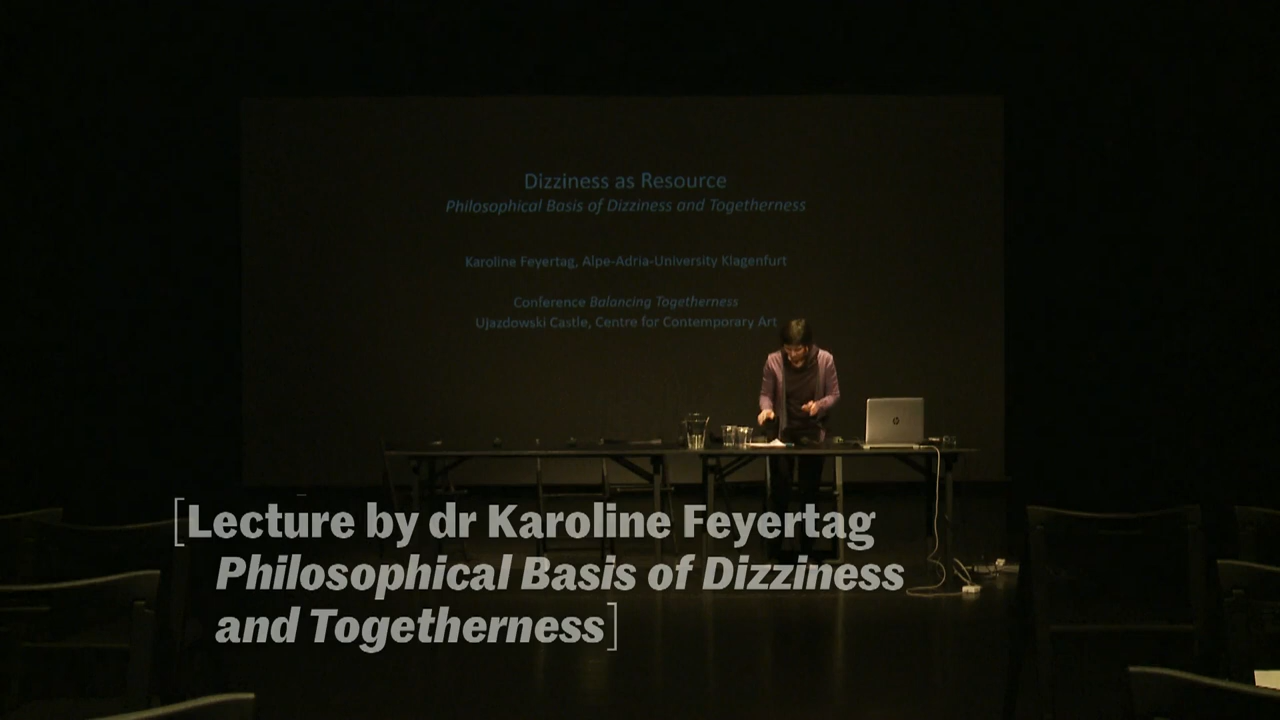 Dizziness as Resource
Philosophical Basis of Dizziness and Togetherness
Karoline Feyertag, Alpe-Adria-University Klagenfurt
Conference Balancing Togetherness
Ujazdowski Castle, Centre for Contemporary Art
hp
[Lecture by dr Karoline Feyertag
Philosophical Basis of Dizziness
and Togetherness]